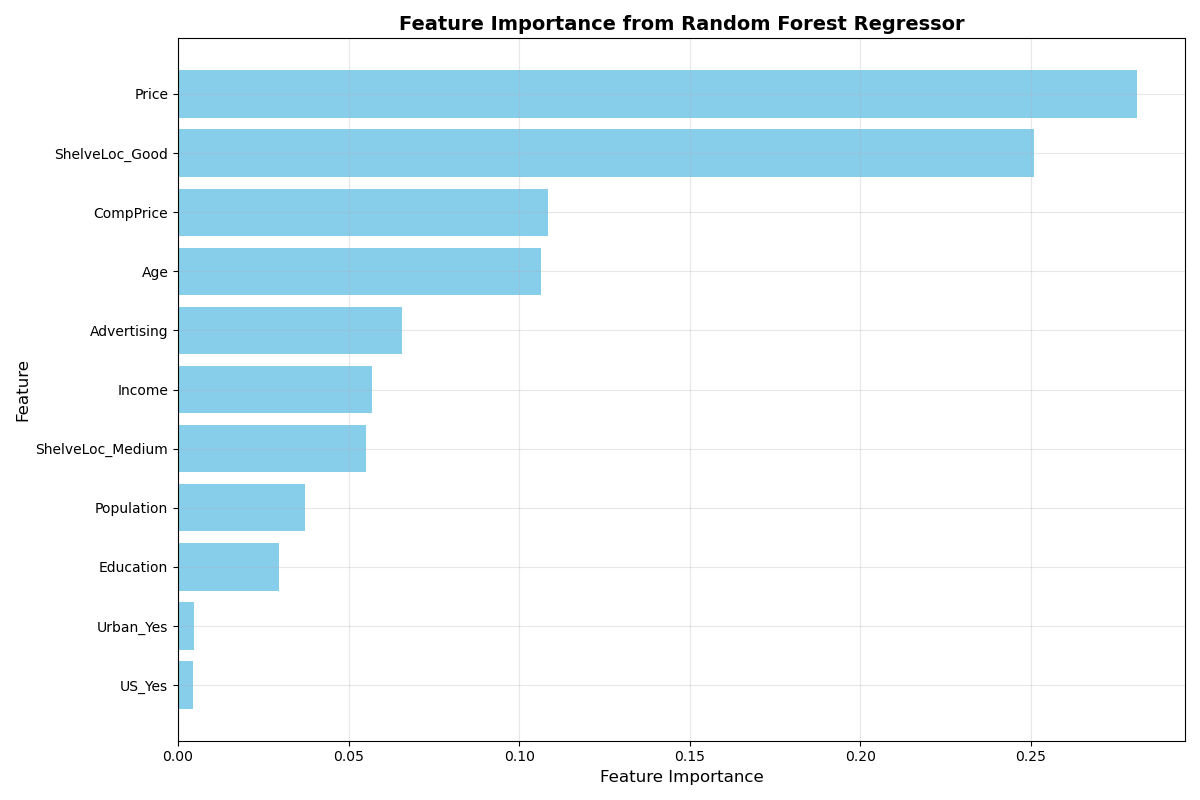 Feature Importance from Random Forest Regressor
Price
ShelveLoc_Good
CompPrice
Age
Advertising
Income
ShelveLoc_Medium
Population
Education
Urban_Yes
US_Yes
Feature
0.00 0.05 0.10 0.15 0.20 0.25
Feature Importance